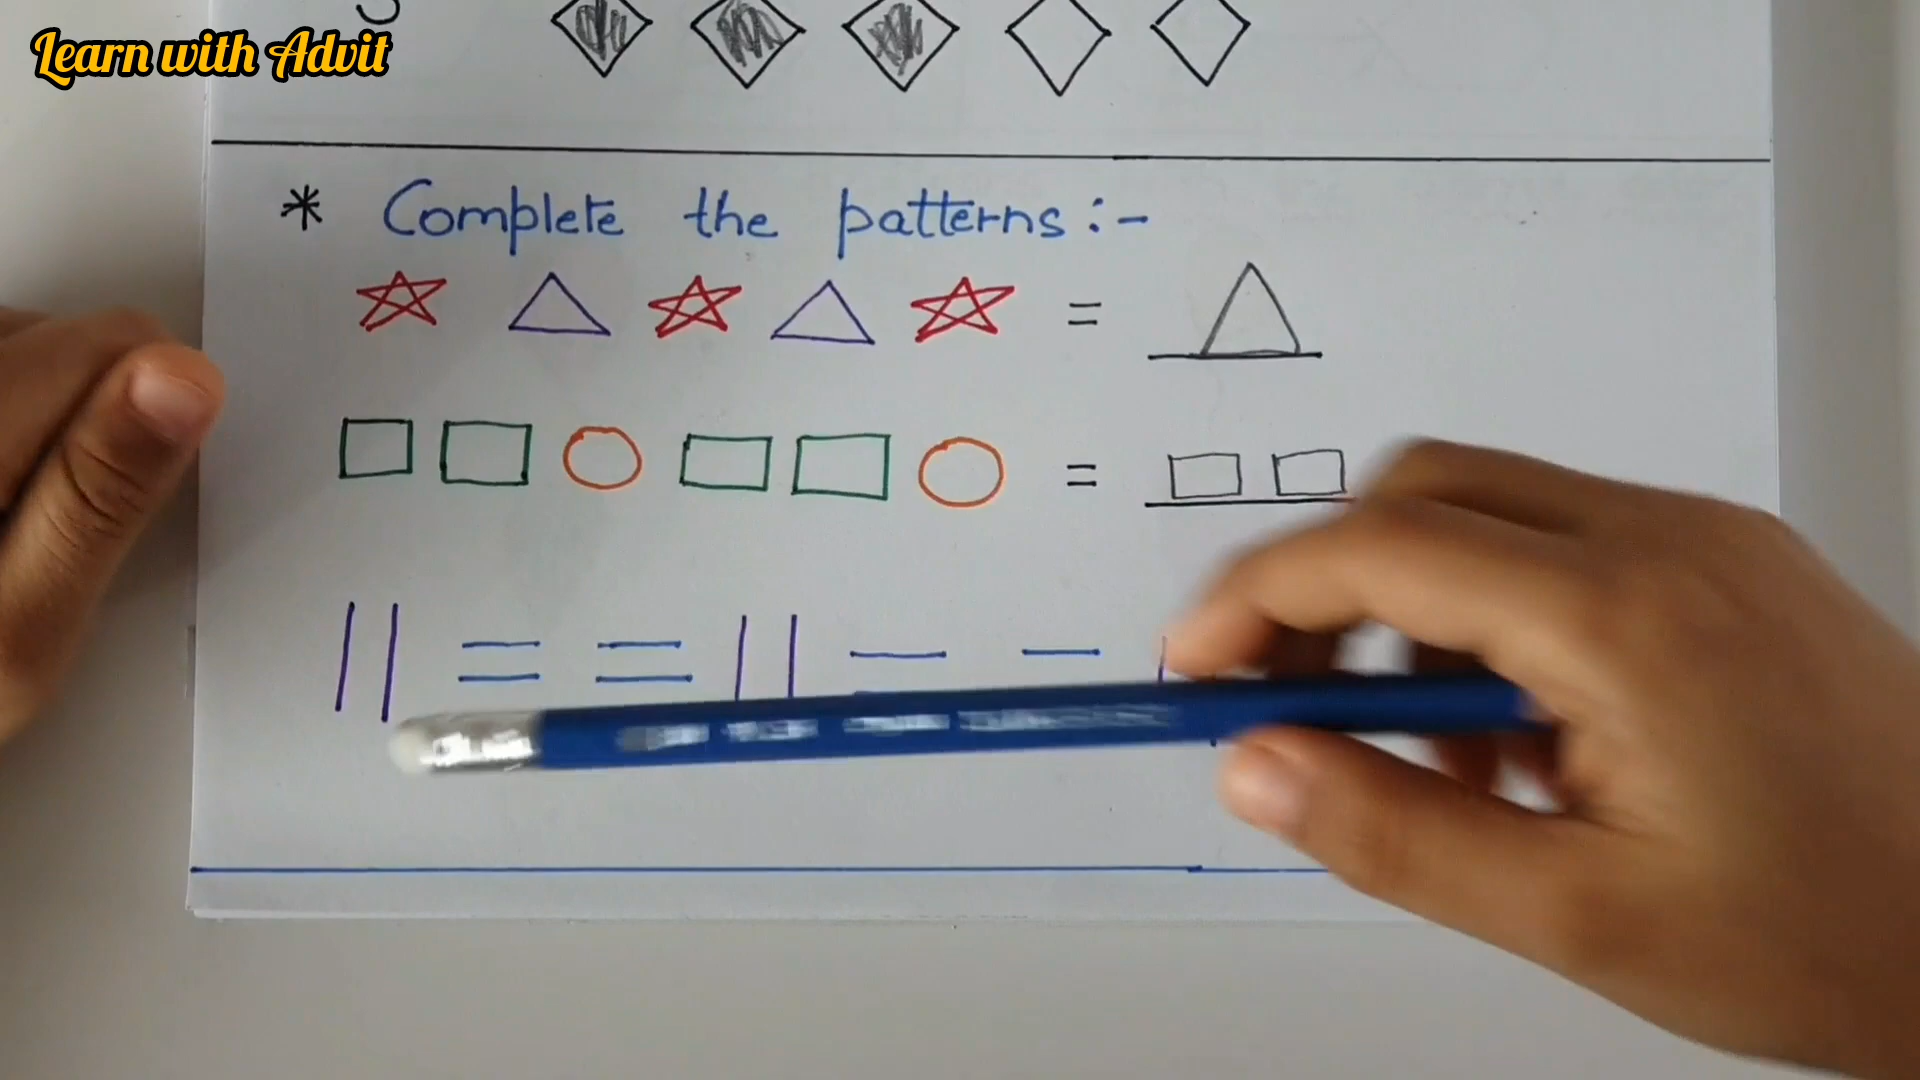 Learn with Advit
* Complete the patterns :-
=
=